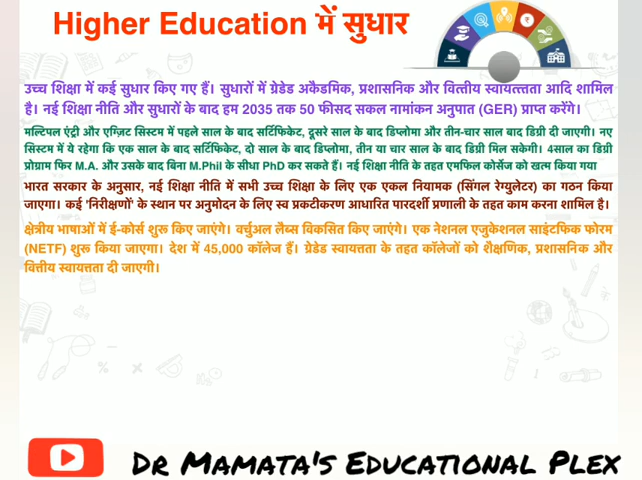 Higher Education में सुधार
उच्च शिक्षा में कई सुधार किए गए हैं। सुधारों में ग्रेडेड अकैडमिक, प्रशासनिक और वित्तीय स्वायत्तता आदि शामिल
है। नई शिक्षा नीति और सुधारों के बाद हम 2035 तक 50 फीसद सकल नामांकन अनुपात (GER) प्राप्त करेंगे।
मल्टिपल एंट्री और एग्ज़िट सिस्टम में पहले साल के बाद सर्टिफिकेट, दूसरे साल के बाद डिप्लोमा और तीन-चार साल बाद डिग्री दी जाएगी। नए
सिस्टम में ये रहेगा कि एक साल के बाद सर्टिफिकेट, दो साल के बाद डिप्लोमा, तीन या चार साल के बाद डिग्री मिल सकेगी। 4साल का डिग्री
प्रोग्राम फिर M.A. और उसके बाद बिना M.Phil के सीधा PhD कर सकते हैं। नई शिक्षा नीति के तहत एमफिल कोर्सेज को खत्म किया गया
भारत सरकार के अनुसार, नई शिक्षा नीति में सभी उच्च शिक्षा के लिए एक एकल नियामक (सिंगल रेग्युलेटर) का गठन किया
जाएगा। कई 'निरीक्षणों' के स्थान पर अनुमोदन के लिए स्व प्रकटीकरण आधारित पारदर्शी प्रणाली के तहत काम करना शामिल है।
क्षेत्रीय भाषाओं में ई-कोर्स शुरू किए जाएंगे। वर्चुअल लैब्स विकसित किए जाएंगे। एक नेशनल एजुकेशनल साइंटफिक फोरम
(NETF) शुरू किया जाएगा। देश में 45,000 कॉलेज हैं। ग्रेडेड स्वायत्तता के तहत कॉलेजों को शैक्षणिक, प्रशासनिक और
वित्तीय स्वायत्तता दी जाएगी।
DR MAMATA'S EDUCATIONAL PLEX